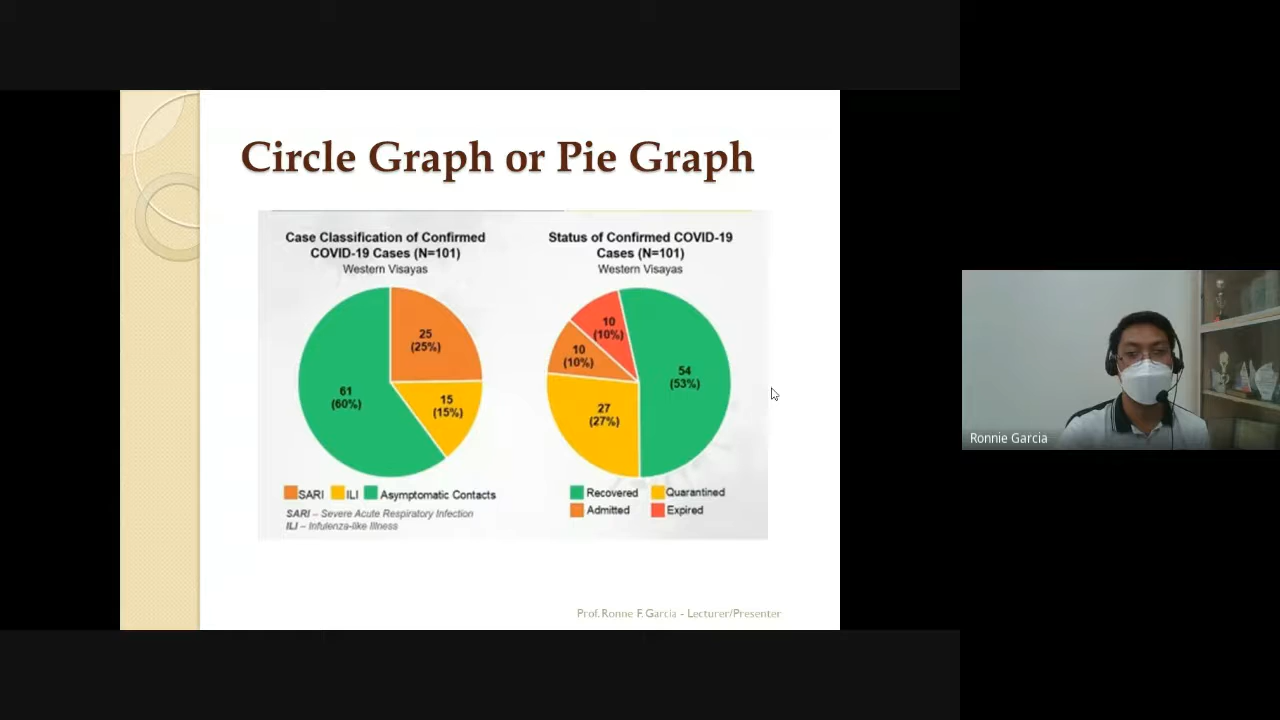 Circle Graph or Pie Graph
Case Classification of Confirmed
COVID-19 Cases (N=101)
Western Visayas
25
(25%)
15
(15%)
61
(60%)
SARI ILI Asymptomatic Contacts
SARI – Severe Acute Respiratory Infection
ILI – Infulenza-like Illness
Status of Confirmed COVID-19
Cases (N=101)
Western Visayas
10
(10%)
10
(10%)
54
(53%)
27
(27%)
Recovered Quarantined
Admitted Expired
Prof. Ronne F. Garcia - Lecturer/Presenter
Ronnie Garcia